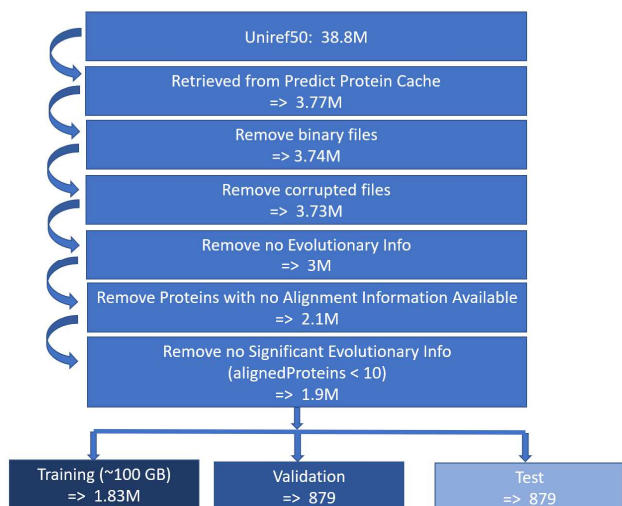 Uniref50: 38.8M
Retrieved from Predict Protein Cache
=> 3.77M
Remove binary files
=>3.74M
Remove corrupted files
=> 3.73M
Remove no Evolutionary Info
=> 3M
Remove Proteins with no Alignment Information Available
=> 2.1M
Remove no Significant Evolutionary Info
(alignedProteins < 10)
=> 1.9M
Training (~100 GB)
=> 1.83M
Validation
=> 879
Test
=> 879